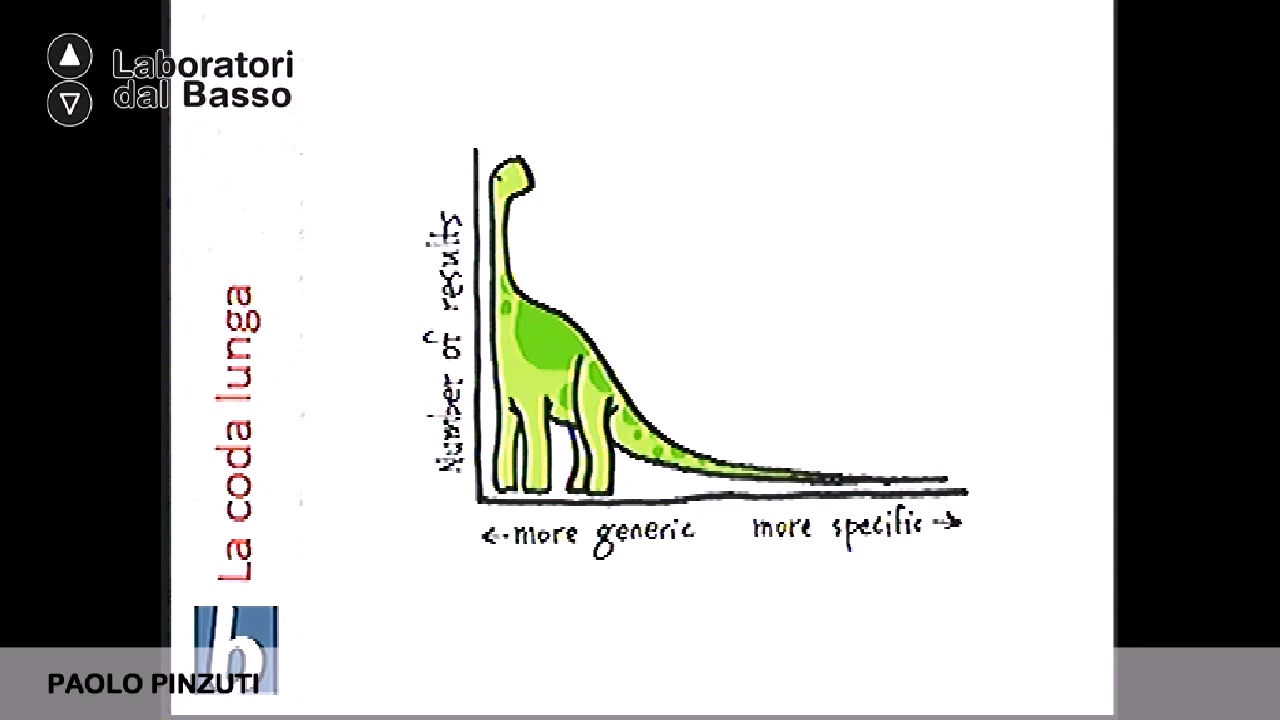 Laboratori
dal Basso
La coda lunga
Number of results
←more generic
more specific→
b
PAOLO PINZUTI